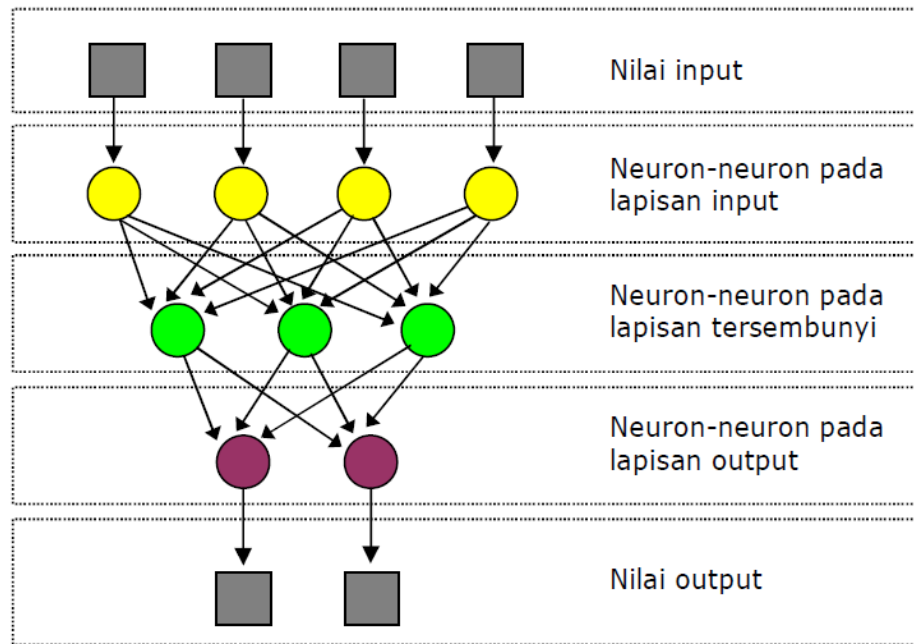 Nilai input
Neuron-neuron pada
lapisan input
Neuron-neuron pada
lapisan tersembunyi
Neuron-neuron pada
lapisan output
Nilai output